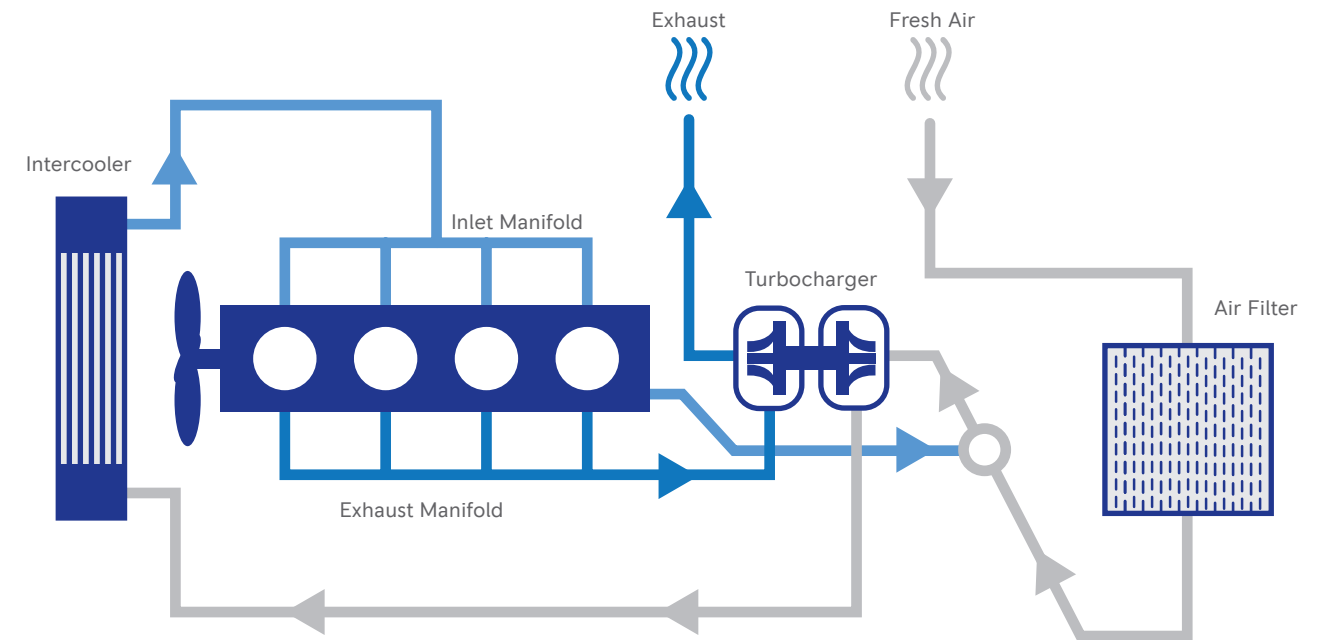 Exhaust
Fresh Air
Intercooler
Inlet Manifold
Turbocharger
Air Filter
Exhaust Manifold